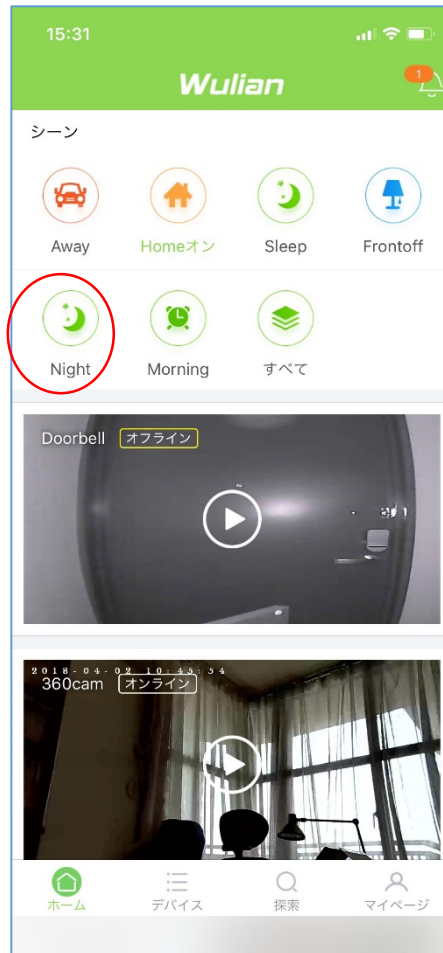 15:31
Wulian
1
シーン
Away
Homeオン
Sleep
Frontoff
Night
Morning
すべて
Doorbell オフライン
2018-04-02 10:45:54
360cam オンライン
ホーム
デバイス
探索
マイページ